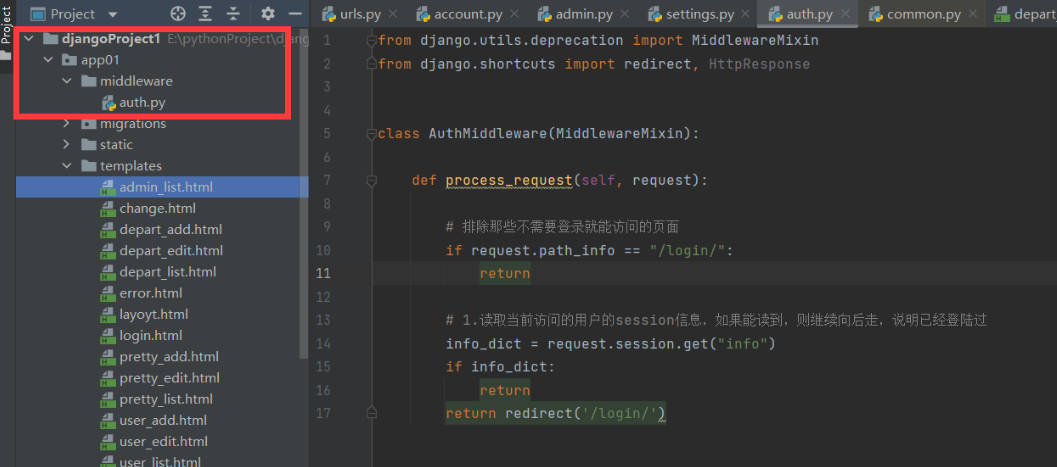 Project
Project
urls.py
account.py
admin.py
settings.py
auth.py
common.py
depart_
djangoProject1 E:\pythonProject\djang
app01
middleware
auth.py
migrations
static
templates
admin_list.html
change.html
depart_add.html
depart_edit.html
depart_list.html
error.html
layoyt.html
login.html
pretty_add.html
pretty_edit.html
pretty_list.html
user_add.html
user_edit.html
user_list.html
1 from django.utils.deprecation import MiddlewareMixin
2 from django.shortcuts import redirect, HttpResponse
3
4
5 class AuthMiddleware(MiddlewareMixin):
6
7 def process_request(self, request):
8
9 # 排除那些不需要登录就能访问的页面
10 if request.path_info == "/login/":
11 return
12
13 # 1.读取当前访问的用户的session信息，如果能读到，则继续向后走，说明已经登陆过
14 info_dict = request.session.get("info")
15 if info_dict:
16 return
17 return redirect('/login/')